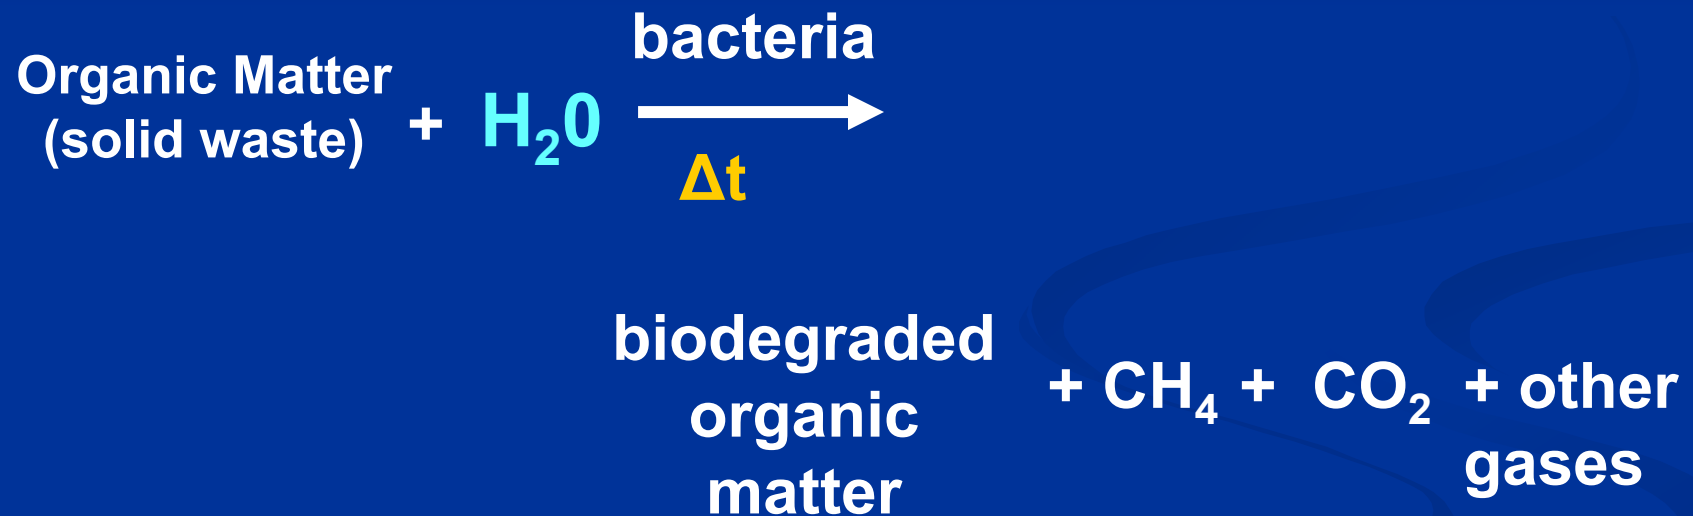 Organic Matter
(solid waste) + H₂0
bacteria
Δt
biodegraded
organic
matter
+ CH₄ + CO₂ + other
gases